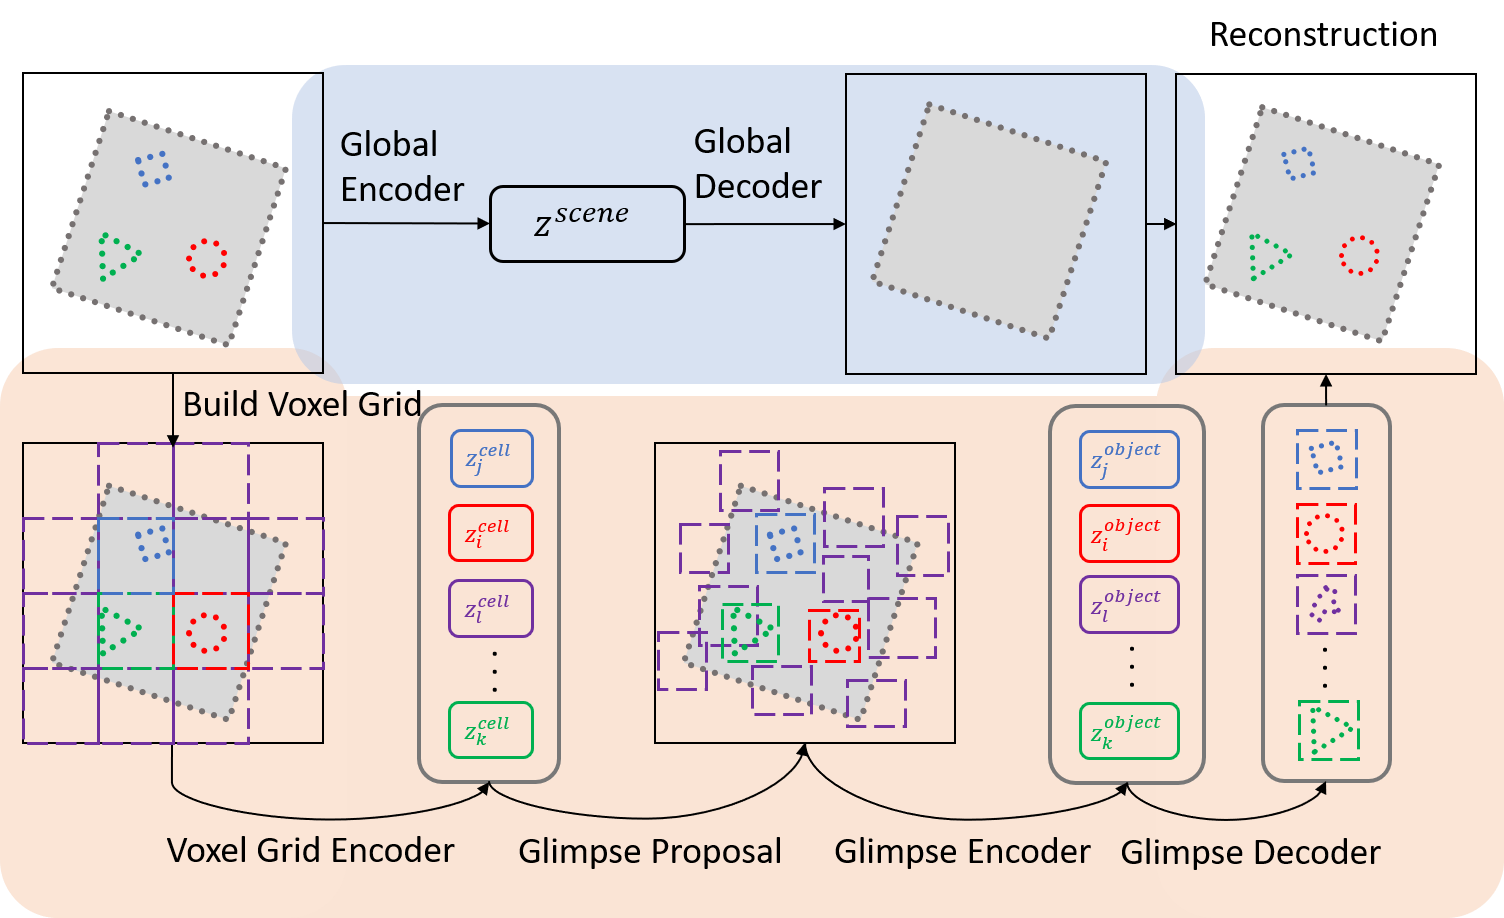 Reconstruction
Global
Encoder
z^scene
Global
Decoder
Build Voxel Grid
z_j^cell
z_i^cell
z_l^cell
z_k^cell
z_j^object
z_i^object
z_l^object
z_k^object
Voxel Grid Encoder
Glimpse Proposal
Glimpse Encoder
Glimpse Decoder